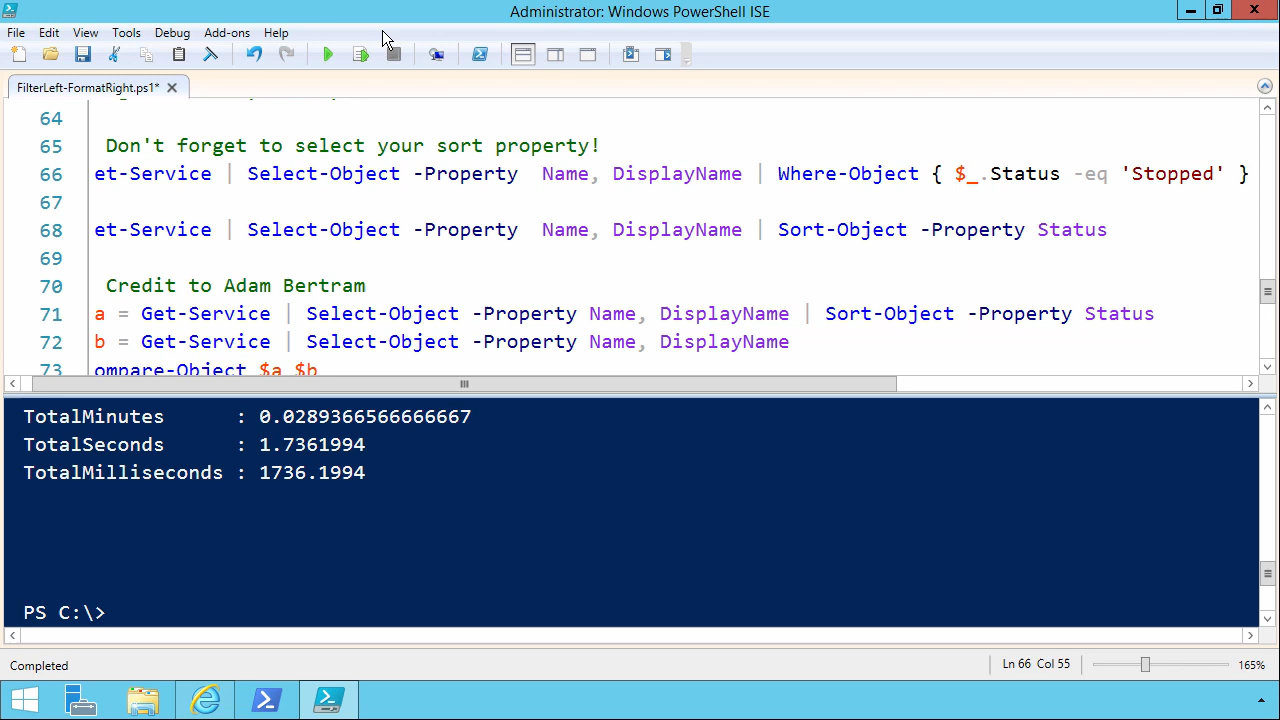 Administrator: Windows PowerShell ISE
File Edit View Tools Debug Add-ons Help
FilterLeft-FormatRight.ps1*
64
65 Don't forget to select your sort property!
66 et-Service | Select-Object -Property  Name, DisplayName | Where-Object { $_.Status -eq 'Stopped' }
67
68 et-Service | Select-Object -Property  Name, DisplayName | Sort-Object -Property Status
69
70 Credit to Adam Bertram
71 a = Get-Service | Select-Object -Property Name, DisplayName | Sort-Object -Property Status
72 b = Get-Service | Select-Object -Property Name, DisplayName
73 ompare-Object $a $b
TotalMinutes      : 0.0289366566666667
TotalSeconds      : 1.7361994
TotalMilliseconds : 1736.1994
PS C:\>
Completed
Ln 66 Col 55
165%